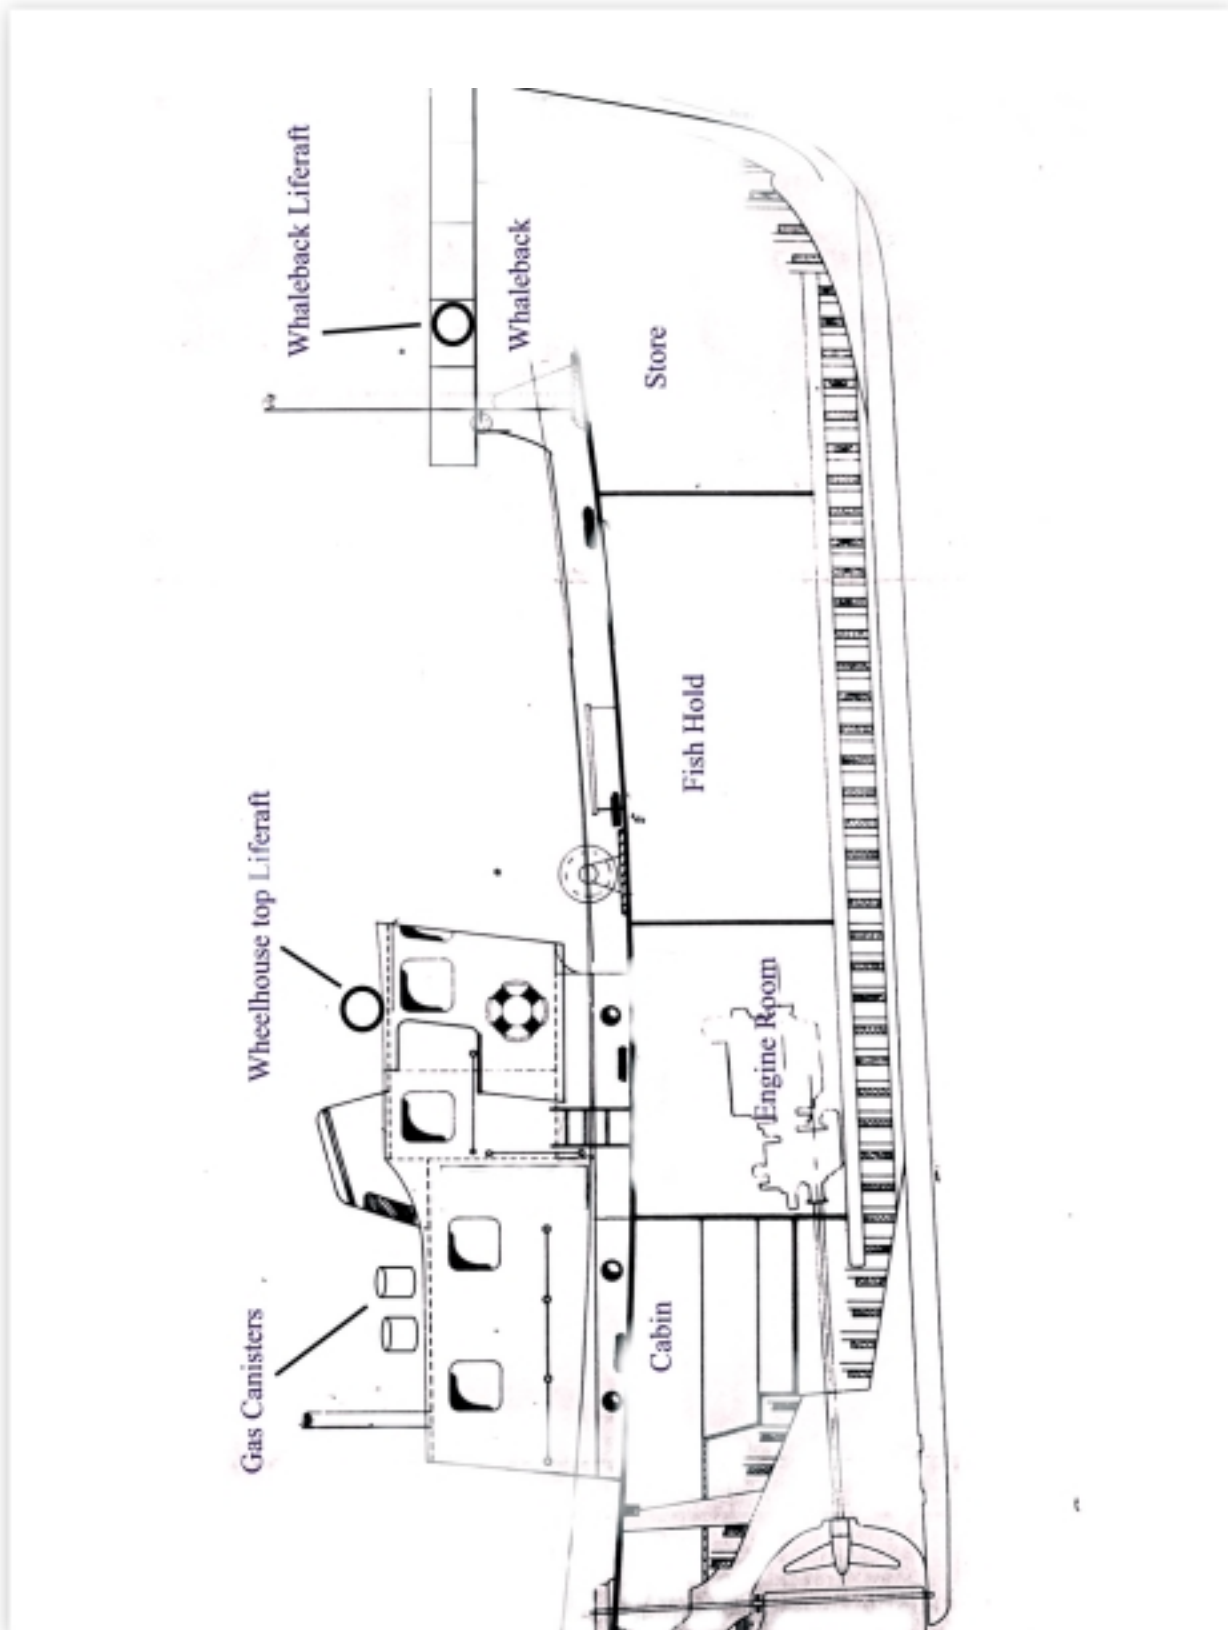 Whaleback Liferaft
Whaleback
Store
Fish Hold
Wheelhouse top Liferaft
Engine Room
Gas Canisters
Cabin